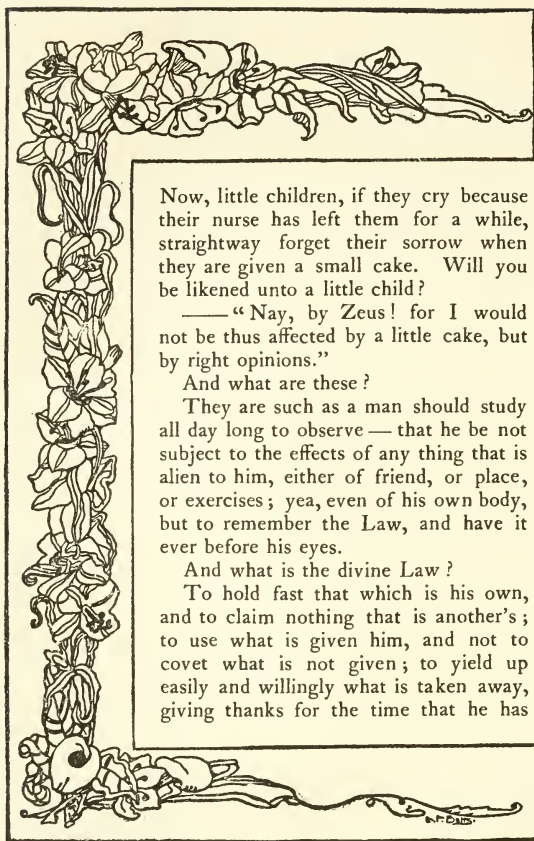 Now, little children, if they cry because
their nurse has left them for a while,
straightway forget their sorrow when
they are given a small cake. Will you
be likened unto a little child?
——“Nay, by Zeus! for I would
not be thus affected by a little cake, but
by right opinions.”
And what are these?
They are such as a man should study
all day long to observe — that he be not
subject to the effects of any thing that is
alien to him, either of friend, or place,
or exercises; yea, even of his own body,
but to remember the Law, and have it
ever before his eyes.
And what is the divine Law?
To hold fast that which is his own,
and to claim nothing that is another's;
to use what is given him, and not to
covet what is not given; to yield up
easily and willingly what is taken away,
giving thanks for the time that he has